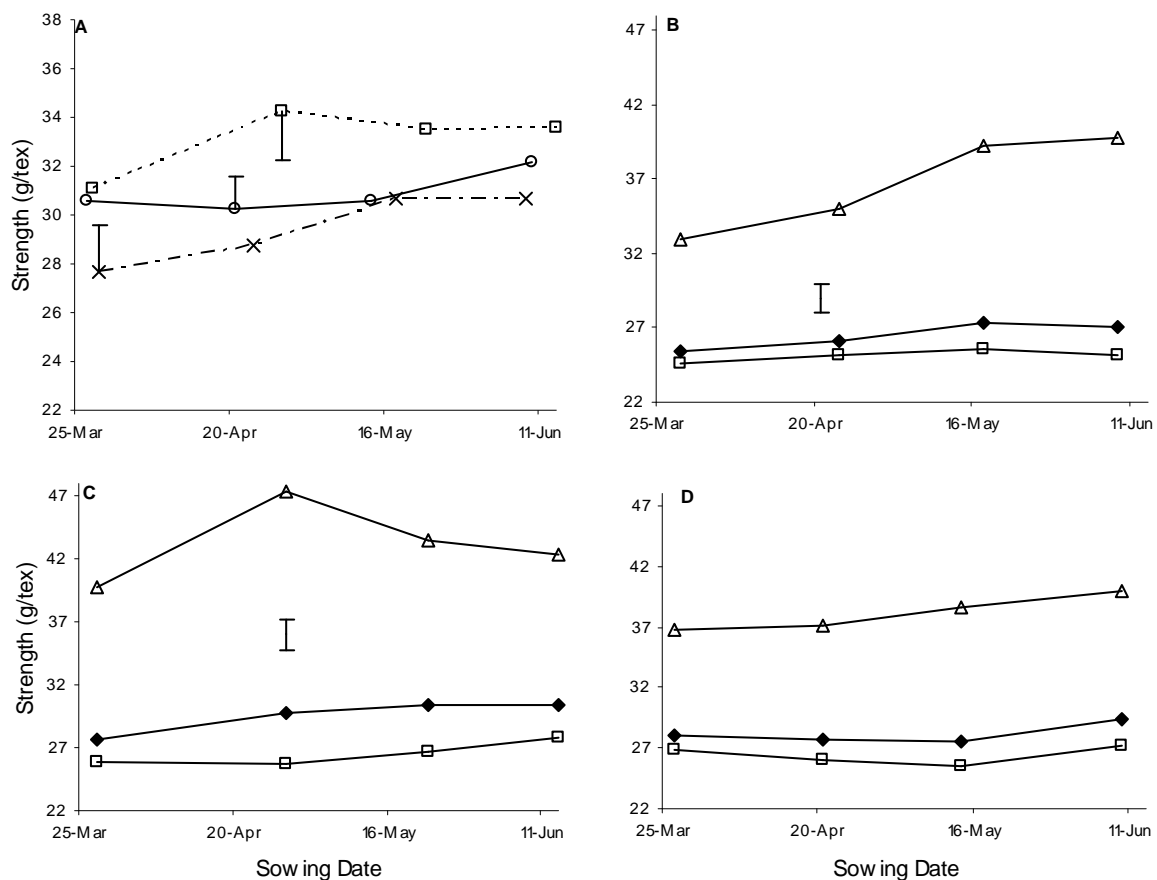 A
38
36
34
32
30
28
26
24
22
Strength (g/tex)
25-Mar 20-Apr 16-May 11-Jun
B
47
42
37
32
27
22
25-Mar 20-Apr 16-May 11-Jun
C
47
42
37
32
27
22
Strength (g/tex)
25-Mar 20-Apr 16-May 11-Jun
Sowing Date
D
47
42
37
32
27
22
25-Mar 20-Apr 16-May 11-Jun
Sowing Date